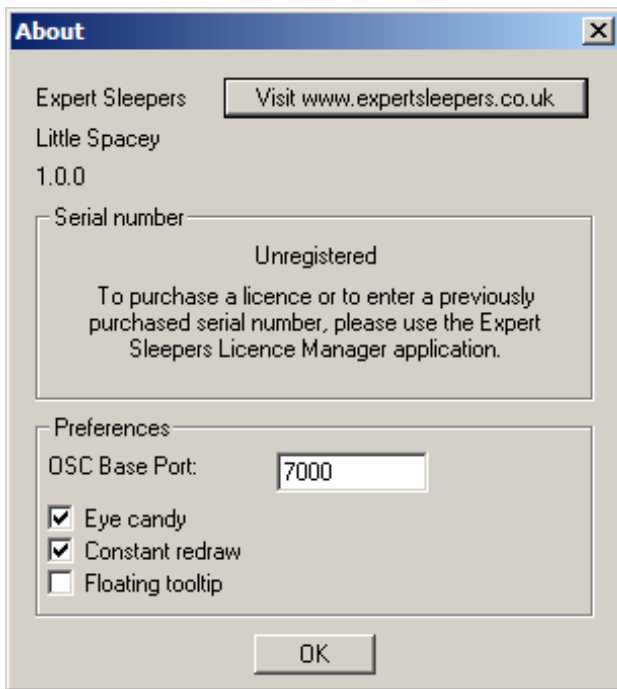 About
Expert Sleepers
Visit www.expertsleepers.co.uk
Little Spacey
1.0.0
Serial number
Unregistered
To purchase a licence or to enter a previously
purchased serial number, please use the Expert
Sleepers Licence Manager application.
Preferences
OSC Base Port:
7000
Eye candy
Constant redraw
Floating tooltip
OK